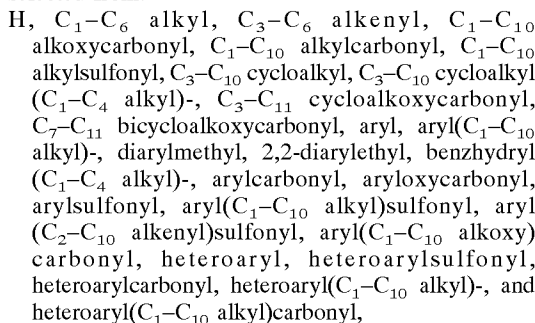 H, C₁–C₆ alkyl, C₃–C₆ alkenyl, C₁–C₁₀
alkoxycarbonyl, C₁–C₁₀ alkylcarbonyl, C₁–C₁₀
alkylsulfonyl, C₃–C₁₀ cycloalkyl, C₃–C₁₀ cycloalkyl
(C₁–C₄ alkyl)-, C₃–C₁₁ cycloalkoxycarbonyl,
C₇–C₁₁ bicycloalkoxycarbonyl, aryl, aryl(C₁–C₁₀
alkyl)-, diarylmethyl, 2,2-diarylethyl, benzhydryl
(C₁–C₄ alkyl)-, arylcarbonyl, aryloxycarbonyl,
arylsulfonyl, aryl(C₁–C₁₀ alkyl)sulfonyl, aryl
(C₂–C₁₀ alkenyl)sulfonyl, aryl(C₁–C₁₀ alkoxy)
carbonyl, heteroaryl, heteroarylsulfonyl,
heteroarylcarbonyl, heteroaryl(C₁–C₁₀ alkyl)-, and
heteroaryl(C₁–C₁₀ alkyl)carbonyl,